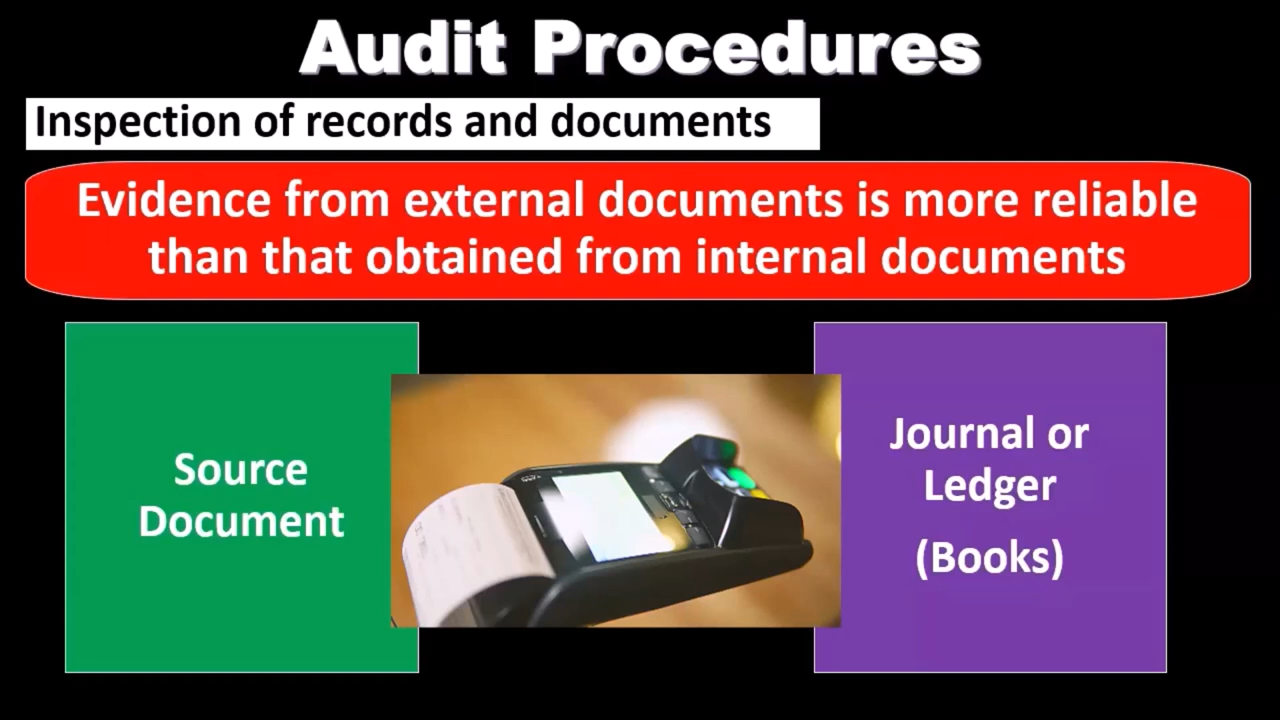 Audit Procedures
Inspection of records and documents
Evidence from external documents is more reliable
than that obtained from internal documents
Source
Document
Journal or
Ledger
(Books)